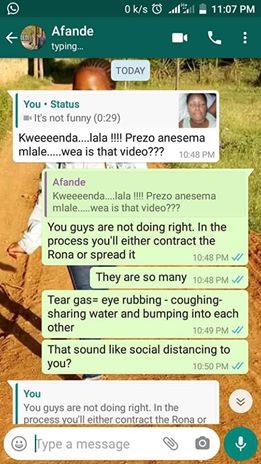 0 k/s 11:07 PM
Afande
typing...
TODAY
You • Status
It's not funny (0:29)
Kweeeenda....lala !!!! Prezo anesema
mlale.....wea is that video???
10:48 PM
Afande
Kweeeenda....lala !!!! Prezo anesema
mlale.....wea is that video???
You guys are not doing right. In the
process you'll either contract the
Rona or spread it
10:48 PM
They are so many 10:48 PM
Tear gas= eye rubbing - coughing-
sharing water and bumping into each
other
10:49 PM
That sound like social distancing to
you?
10:50 PM
You
You guys are not doing right. In the
process you'll either contract the Rona or
Type a message